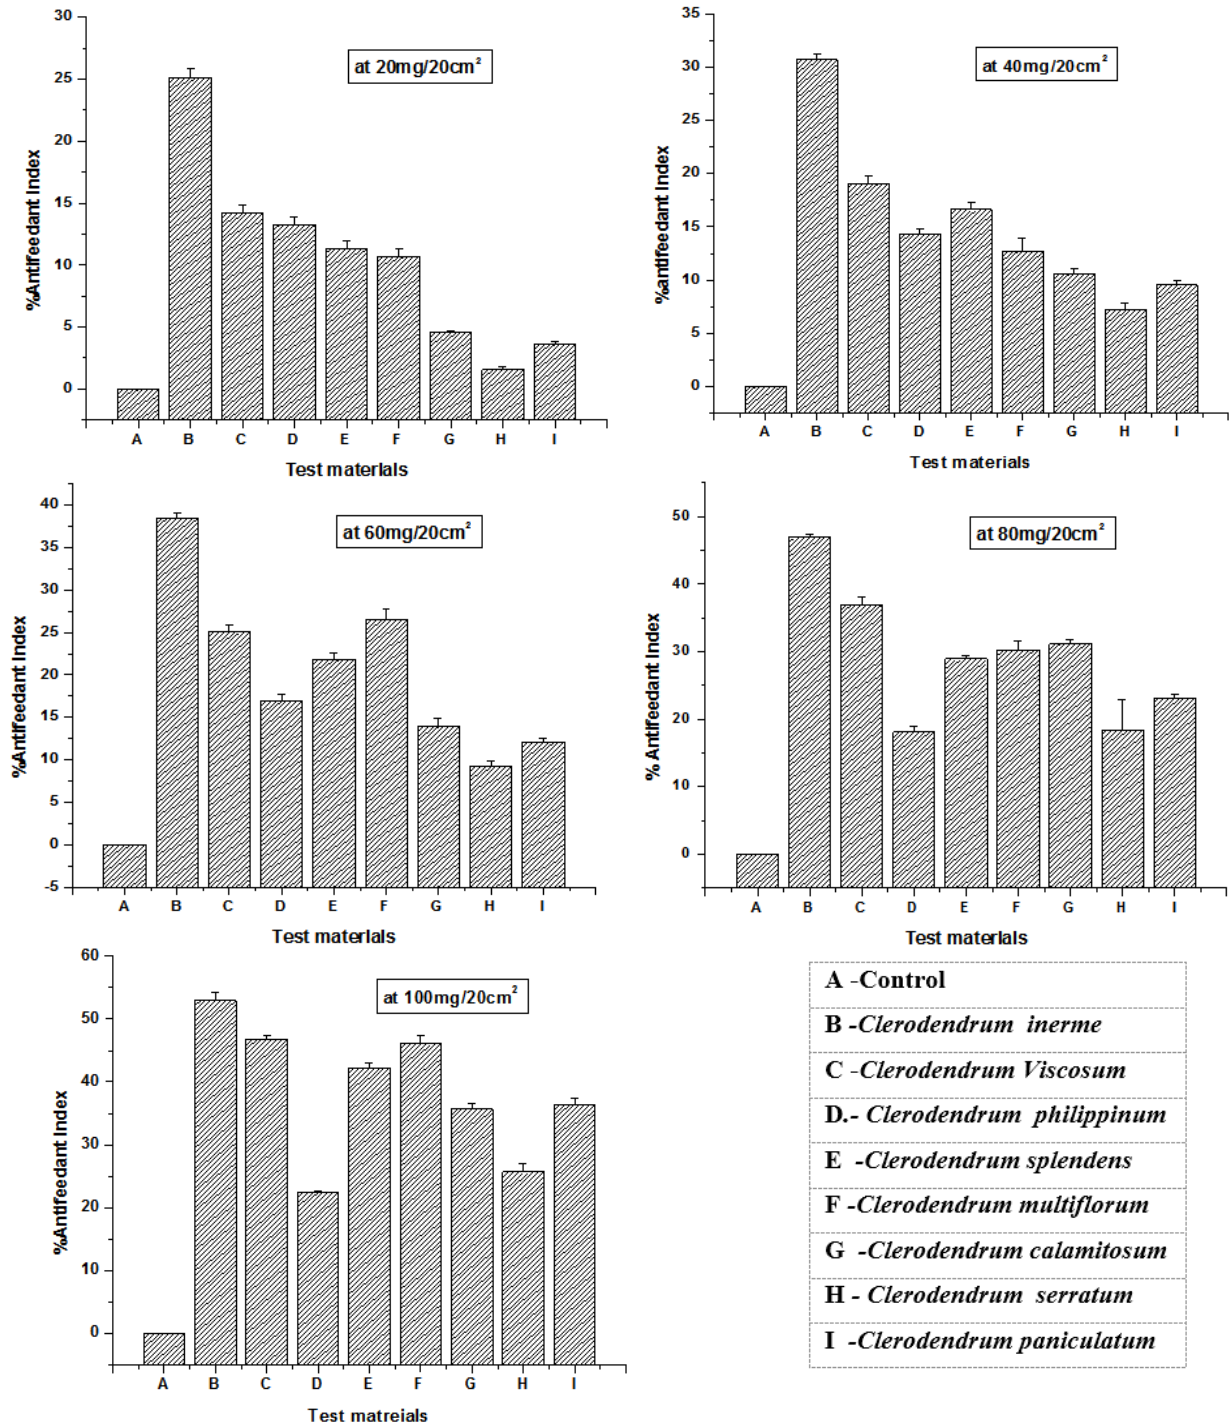 at 20mg/20cm²
%Antifeedant Index
30
25
20
15
10
5
0
A B C D E F G H I
Test materials
at 40mg/20cm²
%antifeedant Index
35
30
25
20
15
10
5
0
A B C D E F G H I
Test materials
at 60mg/20cm²
%Antifeedant Index
40
35
30
25
20
15
10
5
0
-5
A B C D E F G H I
Test materials
at 80mg/20cm²
% Antifeedant Index
50
40
30
20
10
0
A B C D E F G H I
Test materials
at 100mg/20cm²
%Antifeedant Index
60
50
40
30
20
10
0
A B C D E F G H I
Test matreials
A -Control
B -Clerodendrum inerme
C -Clerodendrum Viscosum
D.- Clerodendrum philippinum
E -Clerodendrum splendens
F -Clerodendrum multiflorum
G -Clerodendrum calamitosum
H - Clerodendrum serratum
I -Clerodendrum paniculatum